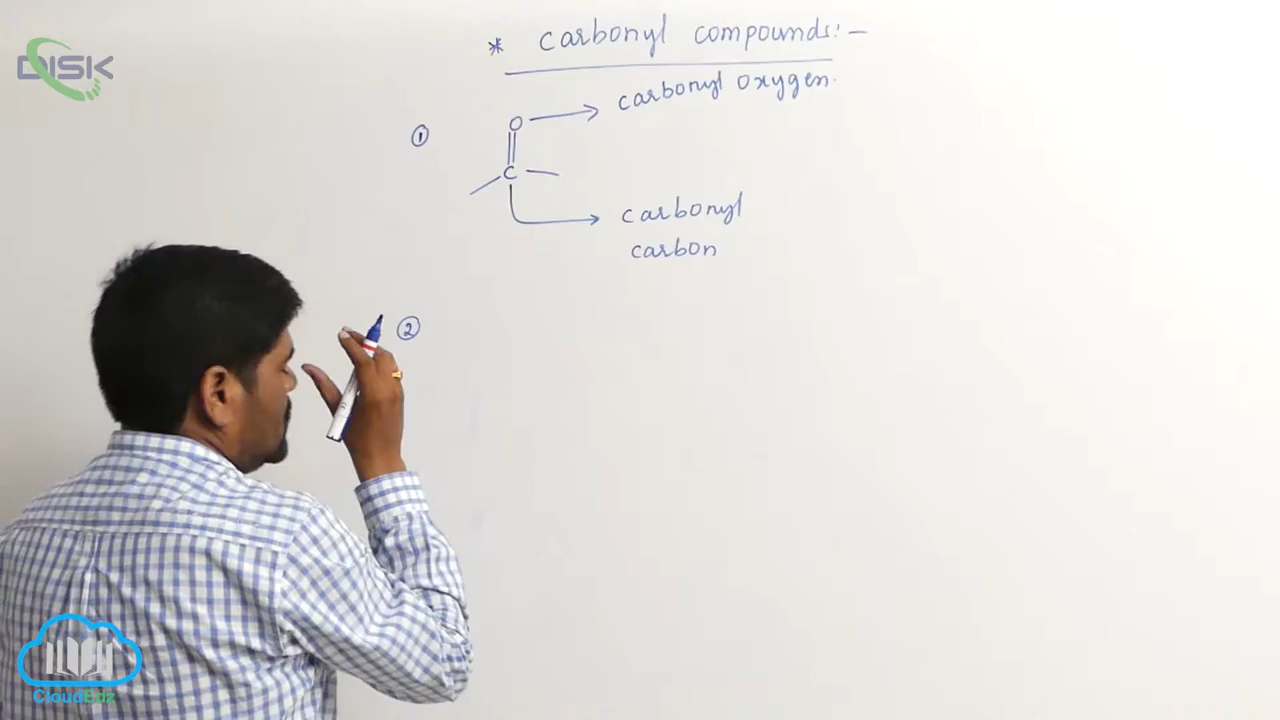 DISK
* carbonyl compounds:-
carbonyl oxygen.
①
O
C
carbonyl
carbon
②
CloudEdz